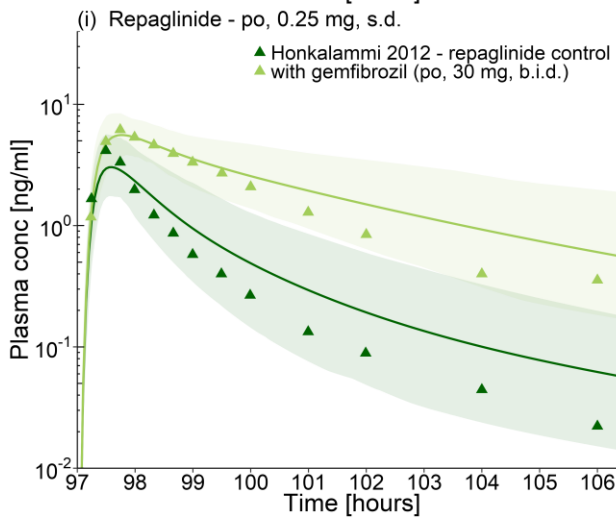 (i) Repaglinide - po, 0.25 mg, s.d.
Honkalammi 2012 - repaglinide control
with gemfibrozil (po, 30 mg, b.i.d.)
Plasma conc [ng/ml]
10¹
10⁰
10⁻¹
10⁻²
97 98 99 100 101 102 103 104 105 106
Time [hours]